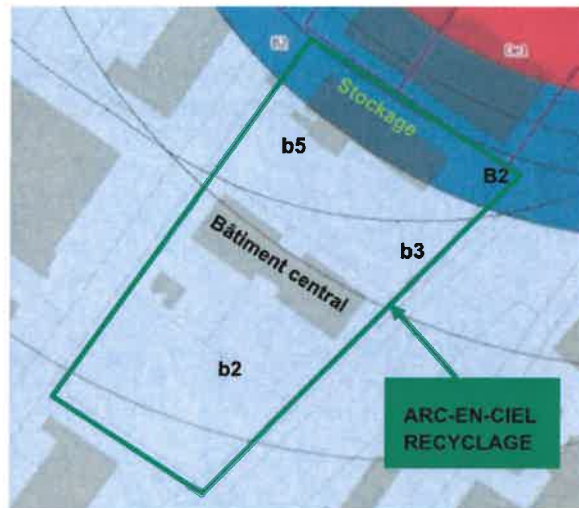 Stockage
b5
B2
b3
Bâtiment central
b2
ARC-EN-CIEL
RECYCLAGE